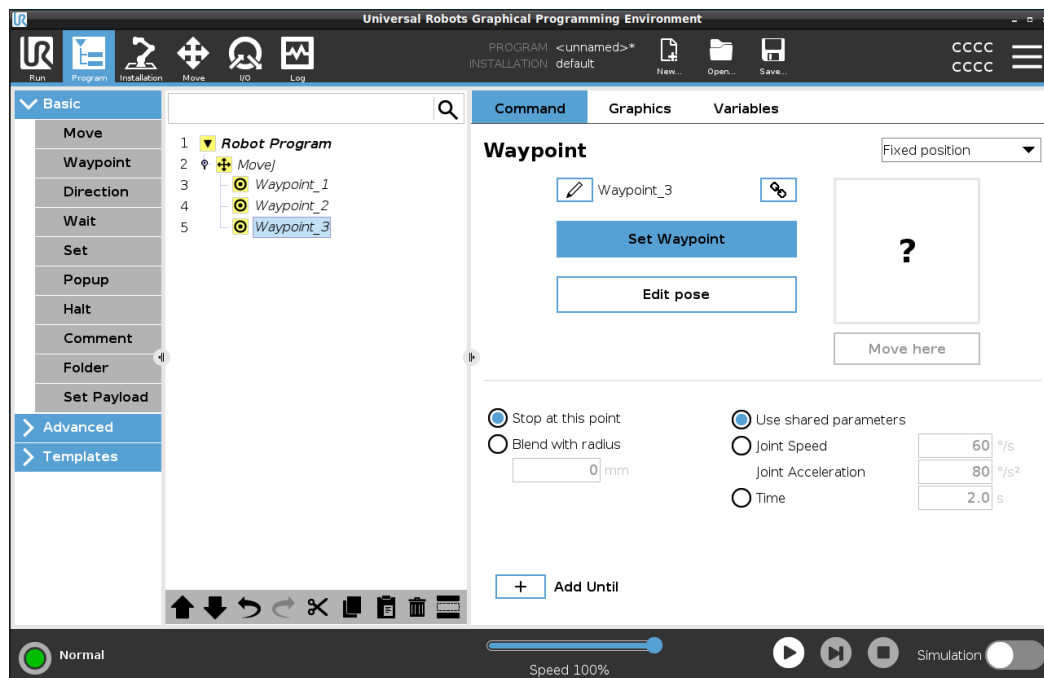 UR
Universal Robots Graphical Programming Environment
UR
Run
Program
Installation
Move
I/O
Log
PROGRAM <unnamed>*
INSTALLATION default
New...
Open...
Save...
CCCC
CCCC
Basic
Move
Waypoint
Direction
Wait
Set
Popup
Halt
Comment
Folder
Set Payload
Advanced
Templates
1 Robot Program
2 MoveJ
3 Waypoint_1
4 Waypoint_2
5 Waypoint_3
Command Graphics Variables
Waypoint
Fixed position
Waypoint_3
Set Waypoint
Edit pose
?
Move here
Stop at this point
Blend with radius
0 mm
Use shared parameters
Joint Speed 60 °/s
Joint Acceleration 80 °/s²
Time 2.0 s
+ Add Until
Normal
Speed 100%
Simulation